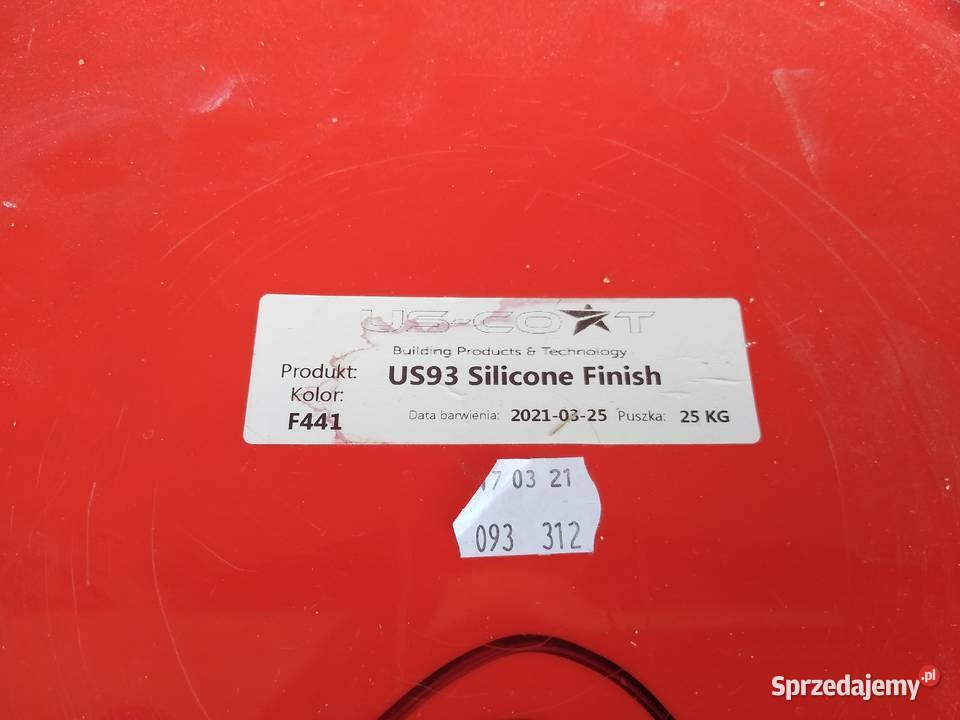 US-COAT
Building Products & Technology
Produkt: US93 Silicone Finish
Kolor:
F441 Data barwienia: 2021-03-25 Puszka: 25 KG
17 03 21
093 312
Sprzedajemy.pl